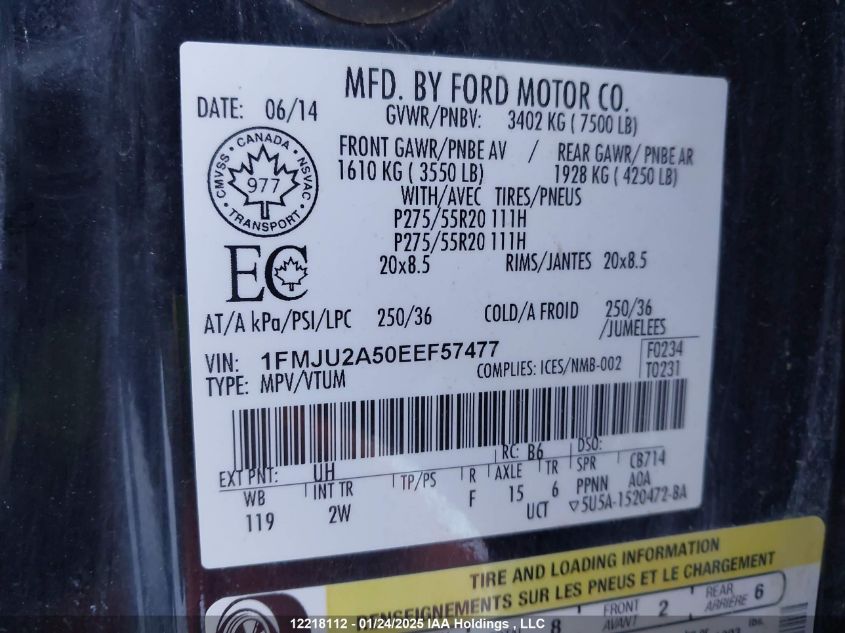 MFD. BY FORD MOTOR CO.
DATE: 06/14
GVWR/PNBV: 3402 KG ( 7500 LB)
FRONT GAWR/PNBE AV / REAR GAWR/ PNBE AR
1610 KG ( 3550 LB) 1928 KG ( 4250 LB)
WITH/AVEC TIRES/PNEUS
P275/55R20 111H
P275/55R20 111H
20x8.5 RIMS/JANTES 20x8.5
CANADA
CMVSS NSVAC
977
TRANSPORT
EC
AT/A kPa/PSI/LPC 250/36 COLD/A FROID 250/36
/JUMELEES
VIN: 1FMJU2A50EEF57477 F0234
TYPE: MPV/VTUM COMPLIES: ICES/NMB-002 T0231
RC: B6 DSO:
EXT PNT: UH
WB INT TR TP/PS R AXLE TR SPR CB714
119 2W F 15 6 PPNN A0A
UCT ▽5U5A-1520472-BA
TIRE AND LOADING INFORMATION
RENSEIGNEMENTS SUR LES PNEUS ET LE CHARGEMENT
8 FRONT AVANT 2 REAR ARRIÈRE 6
12218112 - 01/24/2025 IAA Holdings , LLC